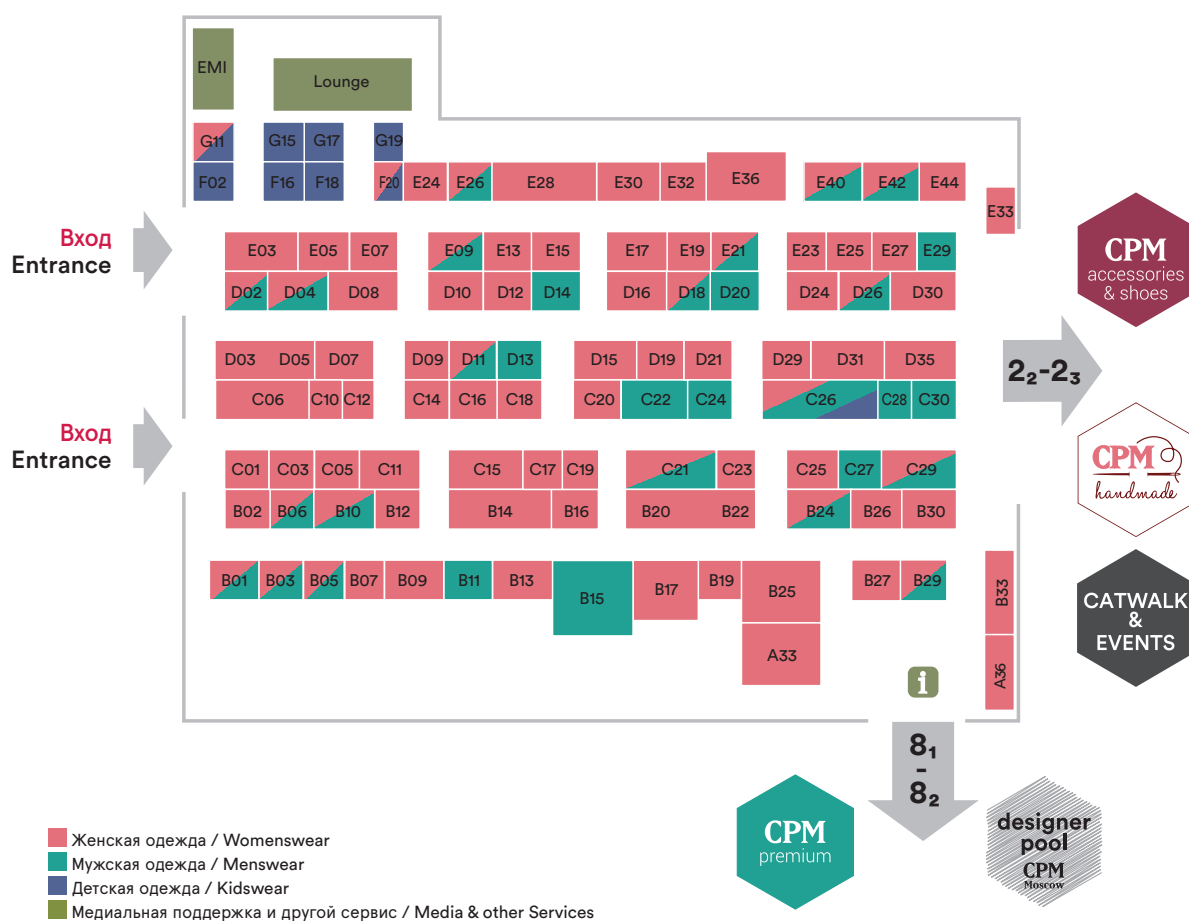 EMI
Lounge
G11 G15 G17 G19
F02 F16 F18 F20 E24 E26 E28 E30 E32 E36 E40 E42 E44
E33
Вход
Entrance
E03 E05 E07 E09 E13 E15 E17 E19 E21 E23 E25 E27 E29
D02 D04 D08 D10 D12 D14 D16 D18 D20 D24 D26 D30
CPM
accessories
& shoes
D03 D05 D07 D09 D11 D13 D15 D19 D21 D29 D31 D35
C06 C10 C12 C14 C16 C18 C20 C22 C24 C26 C28 C30
2₂-2₃
Вход
Entrance
C01 C03 C05 C11 C15 C17 C19 C21 C23 C25 C27 C29
B02 B06 B10 B12 B14 B16 B20 B22 B24 B26 B30
CPM
handmade
B01 B03 B05 B07 B09 B11 B13 B15 B17 B19 B25 B27 B29
B33
A33
A36
CATWALK
&
EVENTS
i
8₁
-
8₂
CPM
premium
designer
pool
CPM
Moscow
Женская одежда / Womenswear
Мужская одежда / Menswear
Детская одежда / Kidswear
Медиальная поддержка и другой сервис / Media & other Services